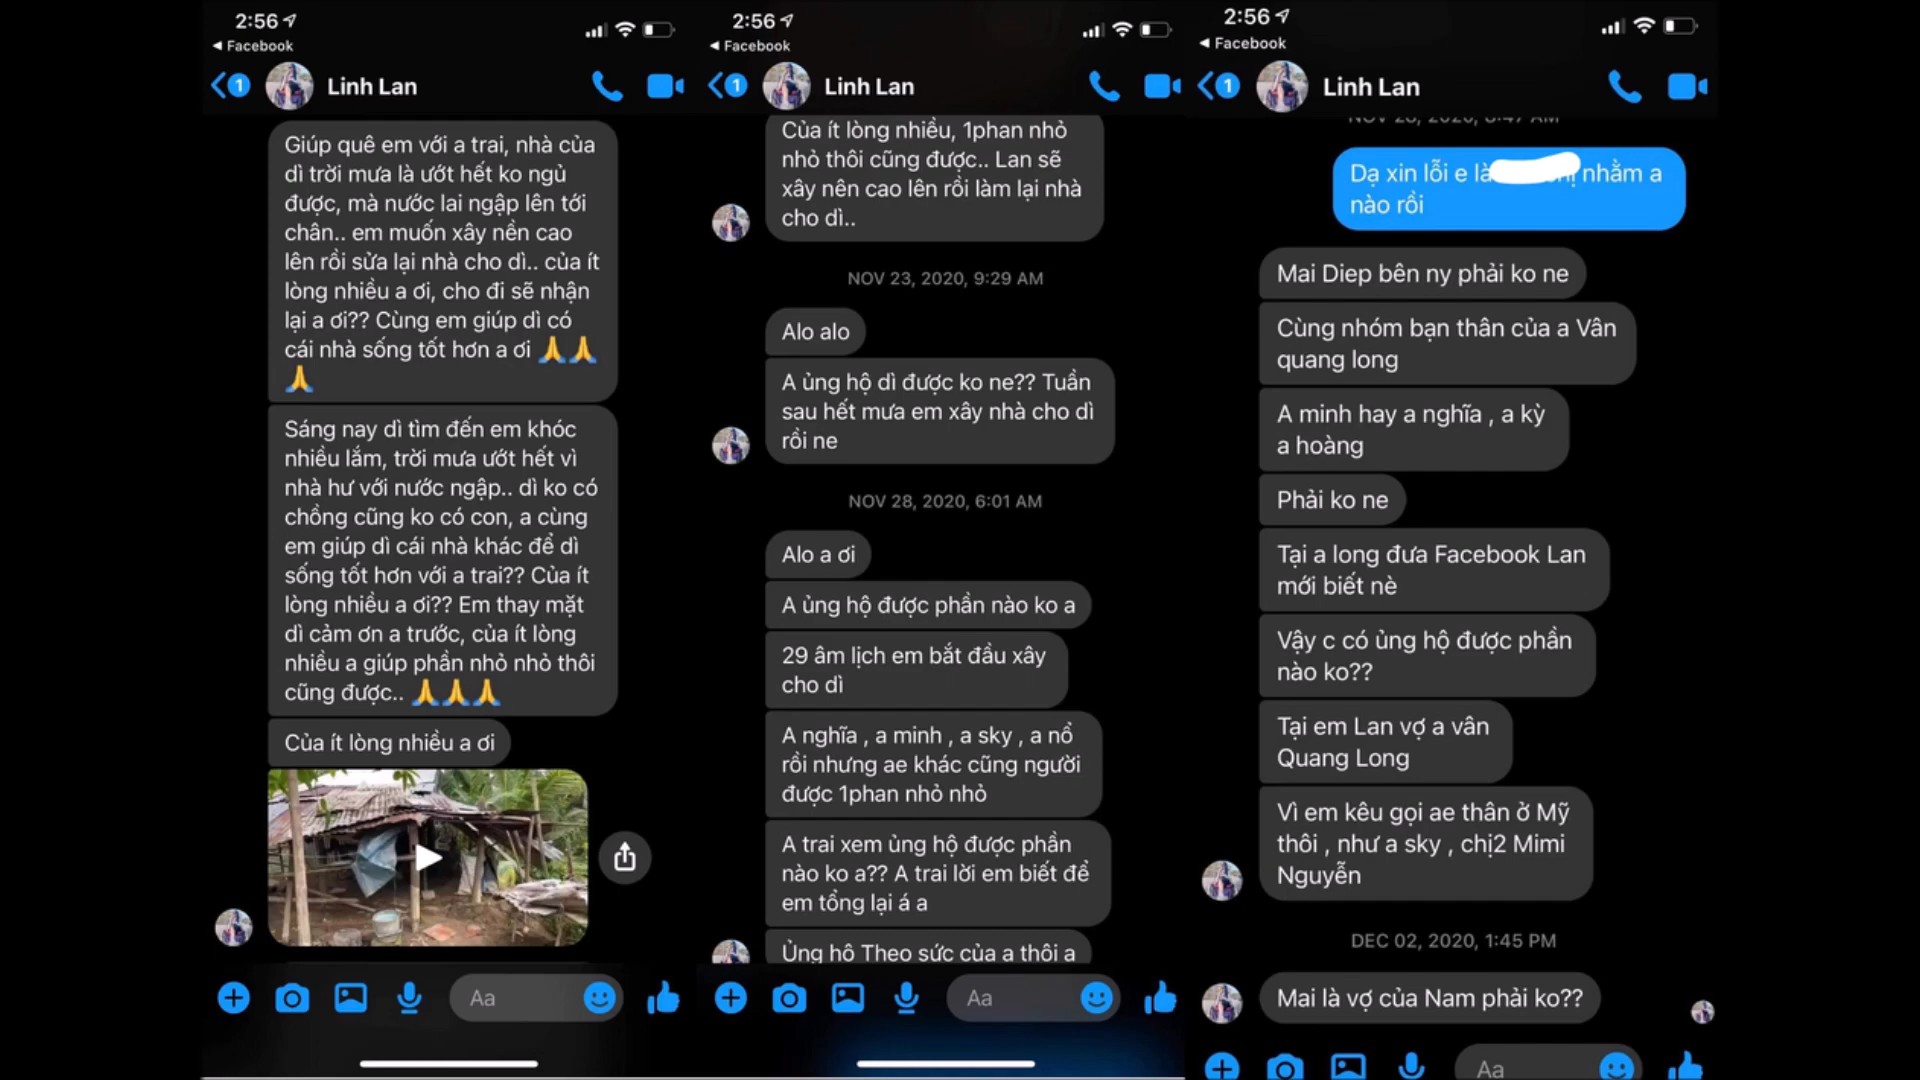 2:56
Facebook
1
Linh Lan
Giúp quê em với a trai, nhà của
dì trời mưa là ướt hết ko ngủ
được, mà nước lai ngập lên tới
chân.. em muốn xây nền cao
lên rồi sửa lại nhà cho dì.. của ít
lòng nhiều a ơi, cho đi sẽ nhận
lại a ơi?? Cùng em giúp dì có
cái nhà sống tốt hơn a ơi 🙏🙏
🙏
Sáng nay dì tìm đến em khóc
nhiều lắm, trời mưa ướt hết vì
nhà hư với nước ngập.. dì ko có
chồng cũng ko có con, a cùng
em giúp dì cái nhà khác để dì
sống tốt hơn với a trai?? Của ít
lòng nhiều a ơi?? Em thay mặt
dì cảm ơn a trước, của ít lòng
nhiều a giúp phần nhỏ nhỏ thôi
cũng được.. 🙏🙏🙏
Của ít lòng nhiều a ơi
Aa
2:56
Facebook
1
Linh Lan
Của ít lòng nhiều, 1phan nhỏ
nhỏ thôi cũng được.. Lan sẽ
xây nên cao lên rồi làm lại nhà
cho dì..
NOV 23, 2020, 9:29 AM
Alo alo
A ủng hộ dì được ko ne?? Tuần
sau hết mưa em xây nhà cho dì
rồi ne
NOV 28, 2020, 6:01 AM
Alo a ơi
A ủng hộ được phần nào ko a
29 âm lịch em bắt đầu xây
cho dì
A nghĩa , a minh , a sky , a nổ
rồi nhưng ae khác cũng người
được 1phan nhỏ nhỏ
A trai xem ủng hộ được phần
nào ko a?? A trai lời em biết để
em tổng lại á a
Ủng hô Theo sức của a thôi a
Aa
2:56
Facebook
1
Linh Lan
NOV 28, 2020, 8:47 AM
Dạ xin lỗi e là nhằm a
nào rồi
Mai Diep bên ny phải ko ne
Cùng nhóm bạn thân của a Vân
quang long
A minh hay a nghĩa , a kỳ
a hoàng
Phải ko ne
Tại a long đưa Facebook Lan
mới biết nè
Vậy c có ủng hộ được phần
nào ko??
Tại em Lan vợ a vân
Quang Long
Vì em kêu gọi ae thân ở Mỹ
thôi , như a sky , chị2 Mimi
Nguyễn
DEC 02, 2020, 1:45 PM
Mai là vợ của Nam phải ko??
Aa